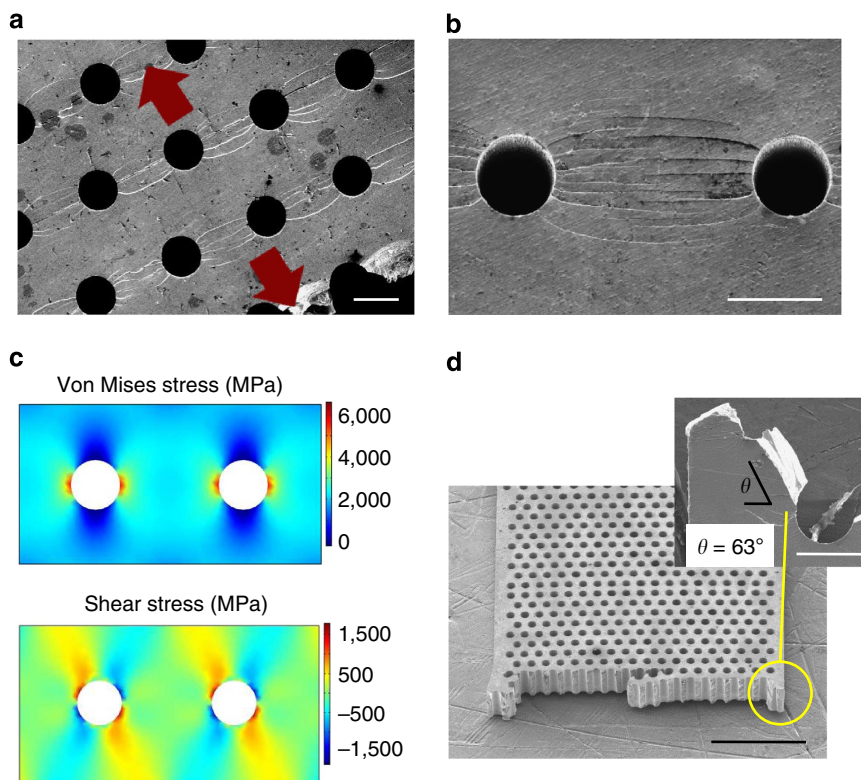 a
b
c
Von Mises stress (MPa)
6,000
4,000
2,000
0
Shear stress (MPa)
1,500
500
–500
–1,500
d
θ
θ = 63°